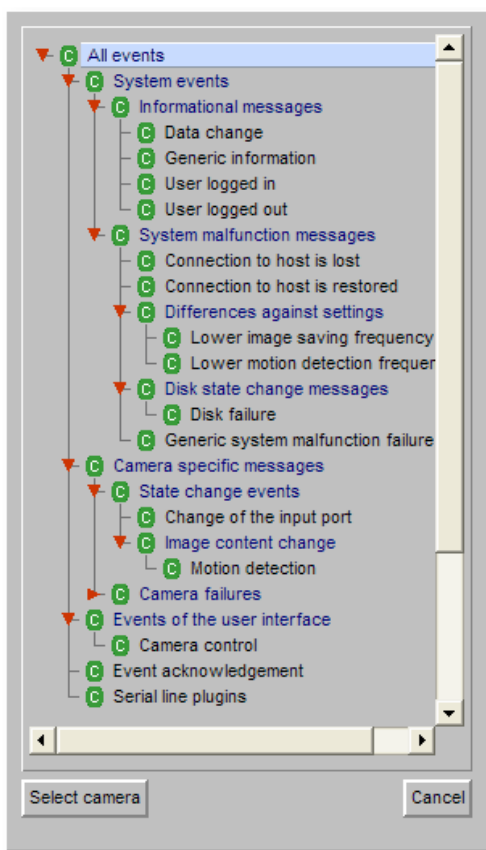 All events
System events
Informational messages
Data change
Generic information
User logged in
User logged out
System malfunction messages
Connection to host is lost
Connection to host is restored
Differences against settings
Lower image saving frequency
Lower motion detection frequer
Disk state change messages
Disk failure
Generic system malfunction failure
Camera specific messages
State change events
Change of the input port
Image content change
Motion detection
Camera failures
Events of the user interface
Camera control
Event acknowledgement
Serial line plugins
Select camera Cancel